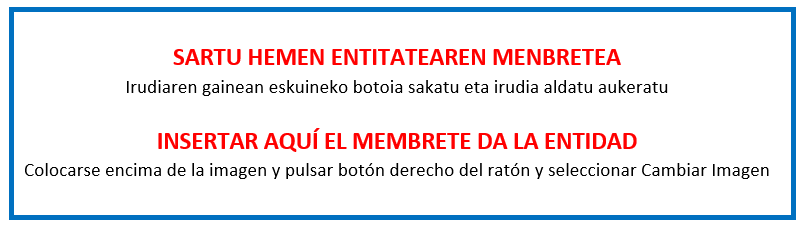 SARTU HEMEN ENTITATEAREN MENBRETEA
Irudiaren gainean eskuineko botoia sakatu eta irudia aldatu aukeratu
INSERTAR AQUÍ EL MEMBRETE DA LA ENTIDAD
Colocarse encima de la imagen y pulsar botón derecho del ratón y seleccionar Cambiar Imagen